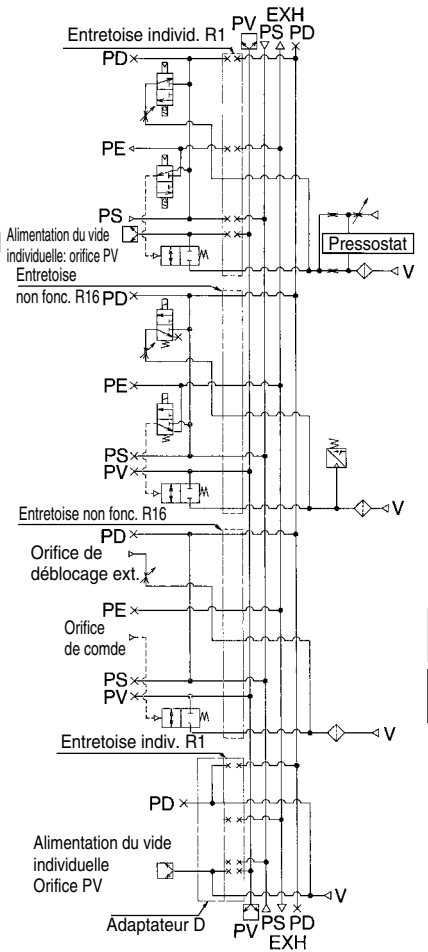 EXH
PV
Entretoise individ. R1
PS PD
PD
PE
PS
Alimentation du vide
individuelle: orifice PV
Pressostat
V
Entretoise
non fonc. R16
PD
PE
PS
PV
V
Entretoise non fonc. R16
PD
Orifice de
déblocage ext.
PE
Orifice
de comde
PS
PV
V
Entretoise indiv. R1
PD
Alimentation du vide
individuelle
Orifice PV
V
Adaptateur D
PV
PS PD
EXH